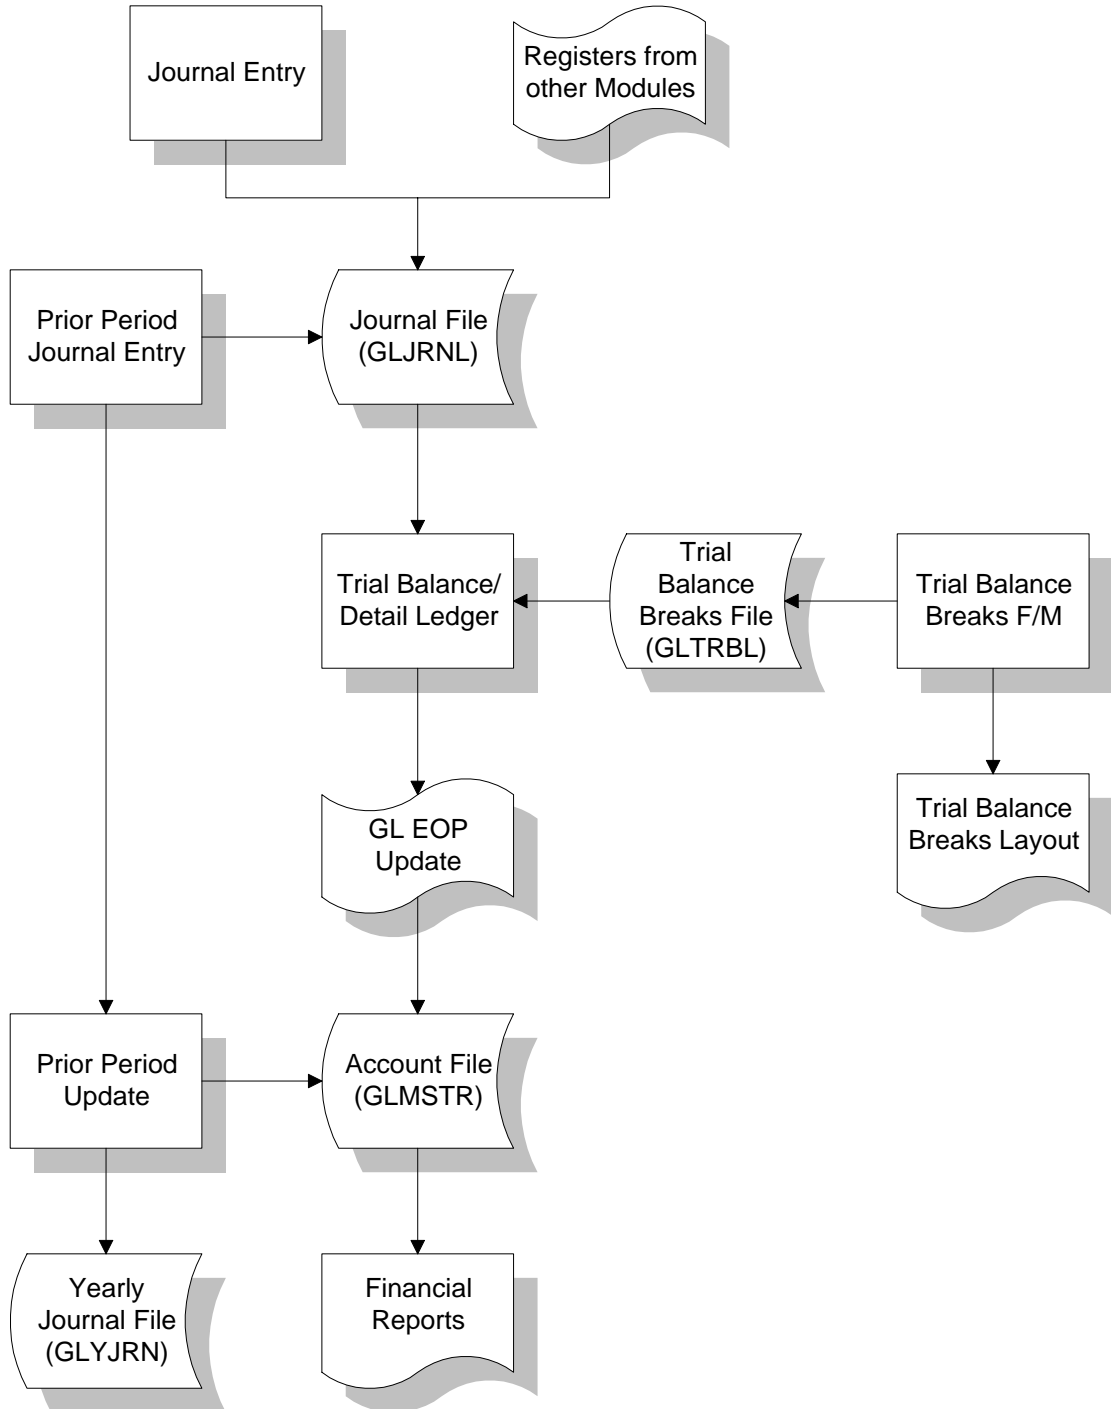 Journal Entry
Registers from
other Modules
Prior Period
Journal Entry
Journal File
(GLJRNL)
Trial Balance/
Detail Ledger
Trial
Balance
Breaks File
(GLTRBL)
Trial Balance
Breaks F/M
GL EOP
Update
Trial Balance
Breaks Layout
Prior Period
Update
Account File
(GLMSTR)
Yearly
Journal File
(GLYJRN)
Financial
Reports